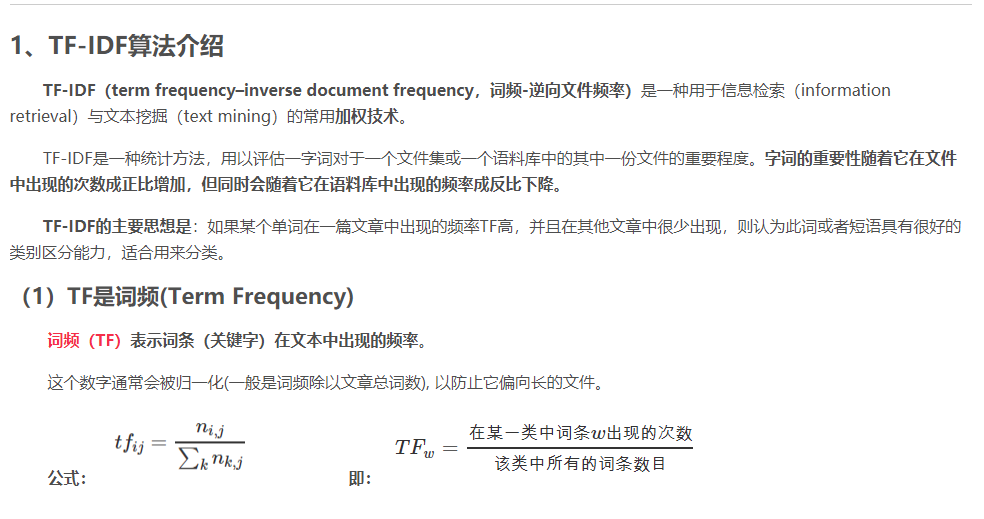 1、TF-IDF算法介绍
TF-IDF（term frequency–inverse document frequency，词频-逆向文件频率）是一种用于信息检索（information
retrieval）与文本挖掘（text mining）的常用加权技术。
TF-IDF是一种统计方法，用以评估一字词对于一个文件集或一个语料库中的其中一份文件的重要程度。字词的重要性随着它在文件
中出现的次数成正比增加，但同时会随着它在语料库中出现的频率成反比下降。
TF-IDF的主要思想是：如果某个单词在一篇文章中出现的频率TF高，并且在其他文章中很少出现，则认为此词或者短语具有很好的
类别区分能力，适合用来分类。
（1）TF是词频(Term Frequency)
词频（TF）表示词条（关键字）在文本中出现的频率。
这个数字通常会被归一化(一般是词频除以文章总词数), 以防止它偏向长的文件。
公式： tf_{ij} = \frac{n_{i,j}}{\sum_k n_{k,j}} 即： TF_w = \frac{在某一类中词条w出现的次数}{该类中所有的词条数目}